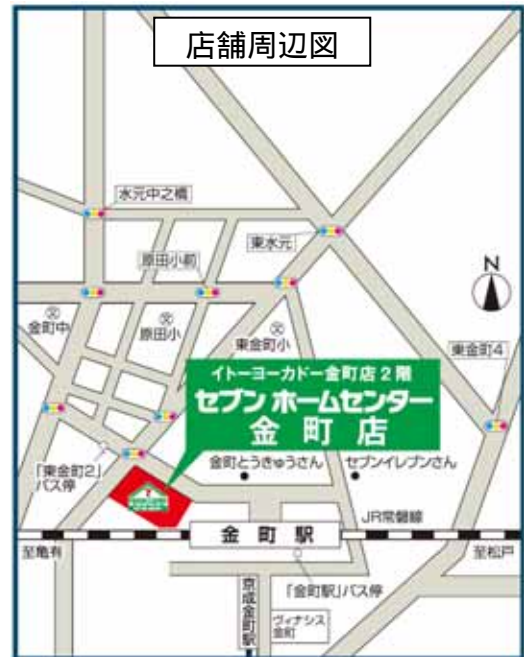 店舗周辺図
水元中之橋
東水元
原田小前
N
文
金町中
文
原田小
文
東金町小
東金町4
イトーヨーカドー金町店2階
セブン ホームセンター
金町店
「東金町2」
バス停
金町とうきゅうさん
セブンイレブンさん
JR常磐線
金町駅
至亀有
至松戸
「金町駅」バス停
京成金町駅
ヴィナシス
金町